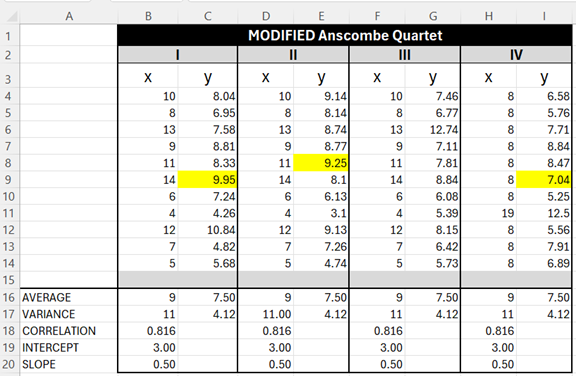 A B C D E F G H I
1 MODIFIED Anscombe Quartet
2 I II III IV
3 x y x y x y x y
4 10 8.04 10 9.14 10 7.46 8 6.58
5 8 6.95 8 8.14 8 6.77 8 5.76
6 13 7.58 13 8.74 13 12.74 8 7.71
7 9 8.81 9 8.77 9 7.11 8 8.84
8 11 8.33 11 9.25 11 7.81 8 8.47
9 14 9.95 14 8.1 14 8.84 8 7.04
10 6 7.24 6 6.13 6 6.08 8 5.25
11 4 4.26 4 3.1 4 5.39 19 12.5
12 12 10.84 12 9.13 12 8.15 8 5.56
13 7 4.82 7 7.26 7 6.42 8 7.91
14 5 5.68 5 4.74 5 5.73 8 6.89
15
16 AVERAGE 9 7.50 9 7.50 9 7.50 9 7.50
17 VARIANCE 11 4.12 11.00 4.12 11 4.12 11 4.12
18 CORRELATION 0.816 0.816 0.816 0.816
19 INTERCEPT 3.00 3.00 3.00 3.00
20 SLOPE 0.50 0.50 0.50 0.50